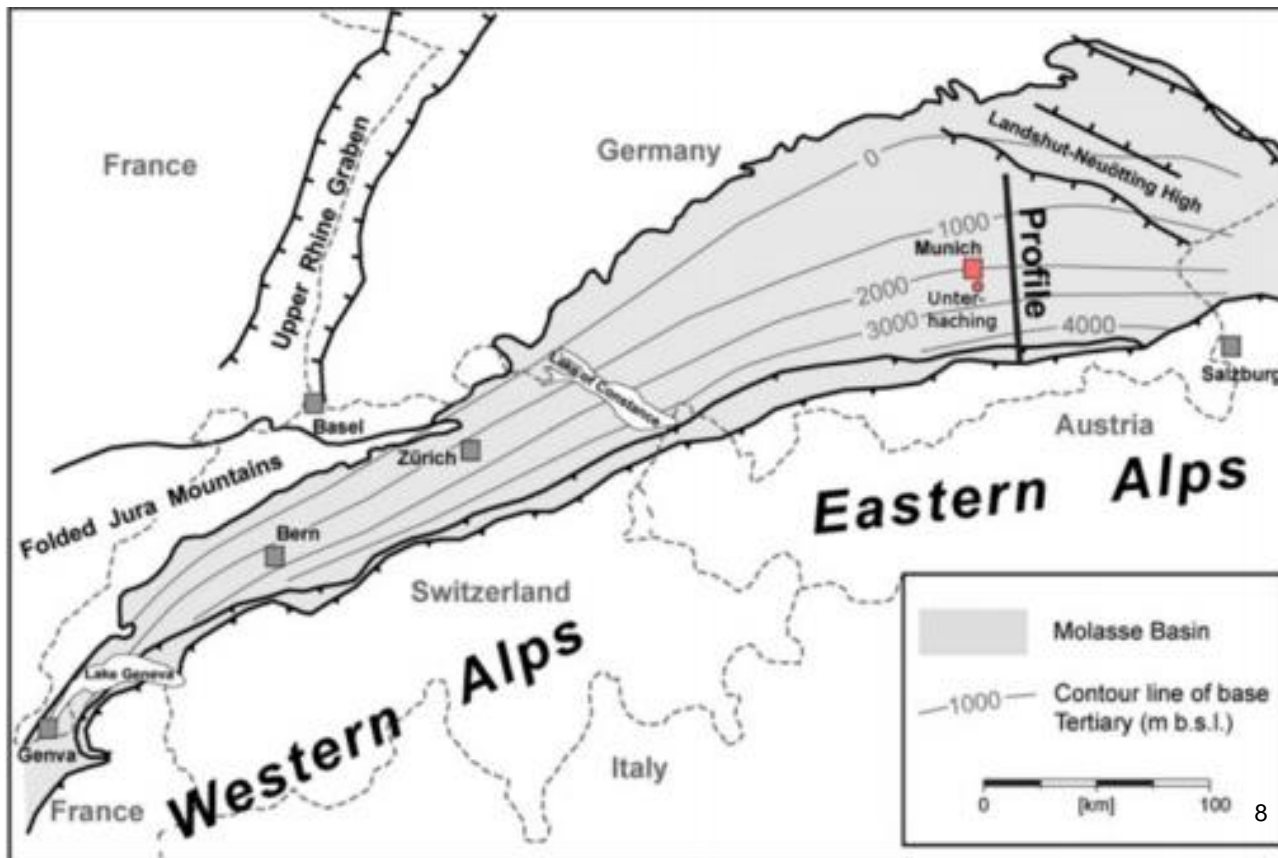 France
Upper Rhine Graben
Germany
0
Landshut-Neuötting High
1000
Munich
Profile
2000
Unter-
haching
3000
4000
Lake of Constance
Salzburg
Basel
Austria
Zürich
Folded Jura Mountains
Eastern Alps
Bern
Switzerland
Western Alps
Molasse Basin
Lake Geneva
1000
Contour line of base
Tertiary (m b.s.l.)
Genva
Italy
France
0 [km] 100
8